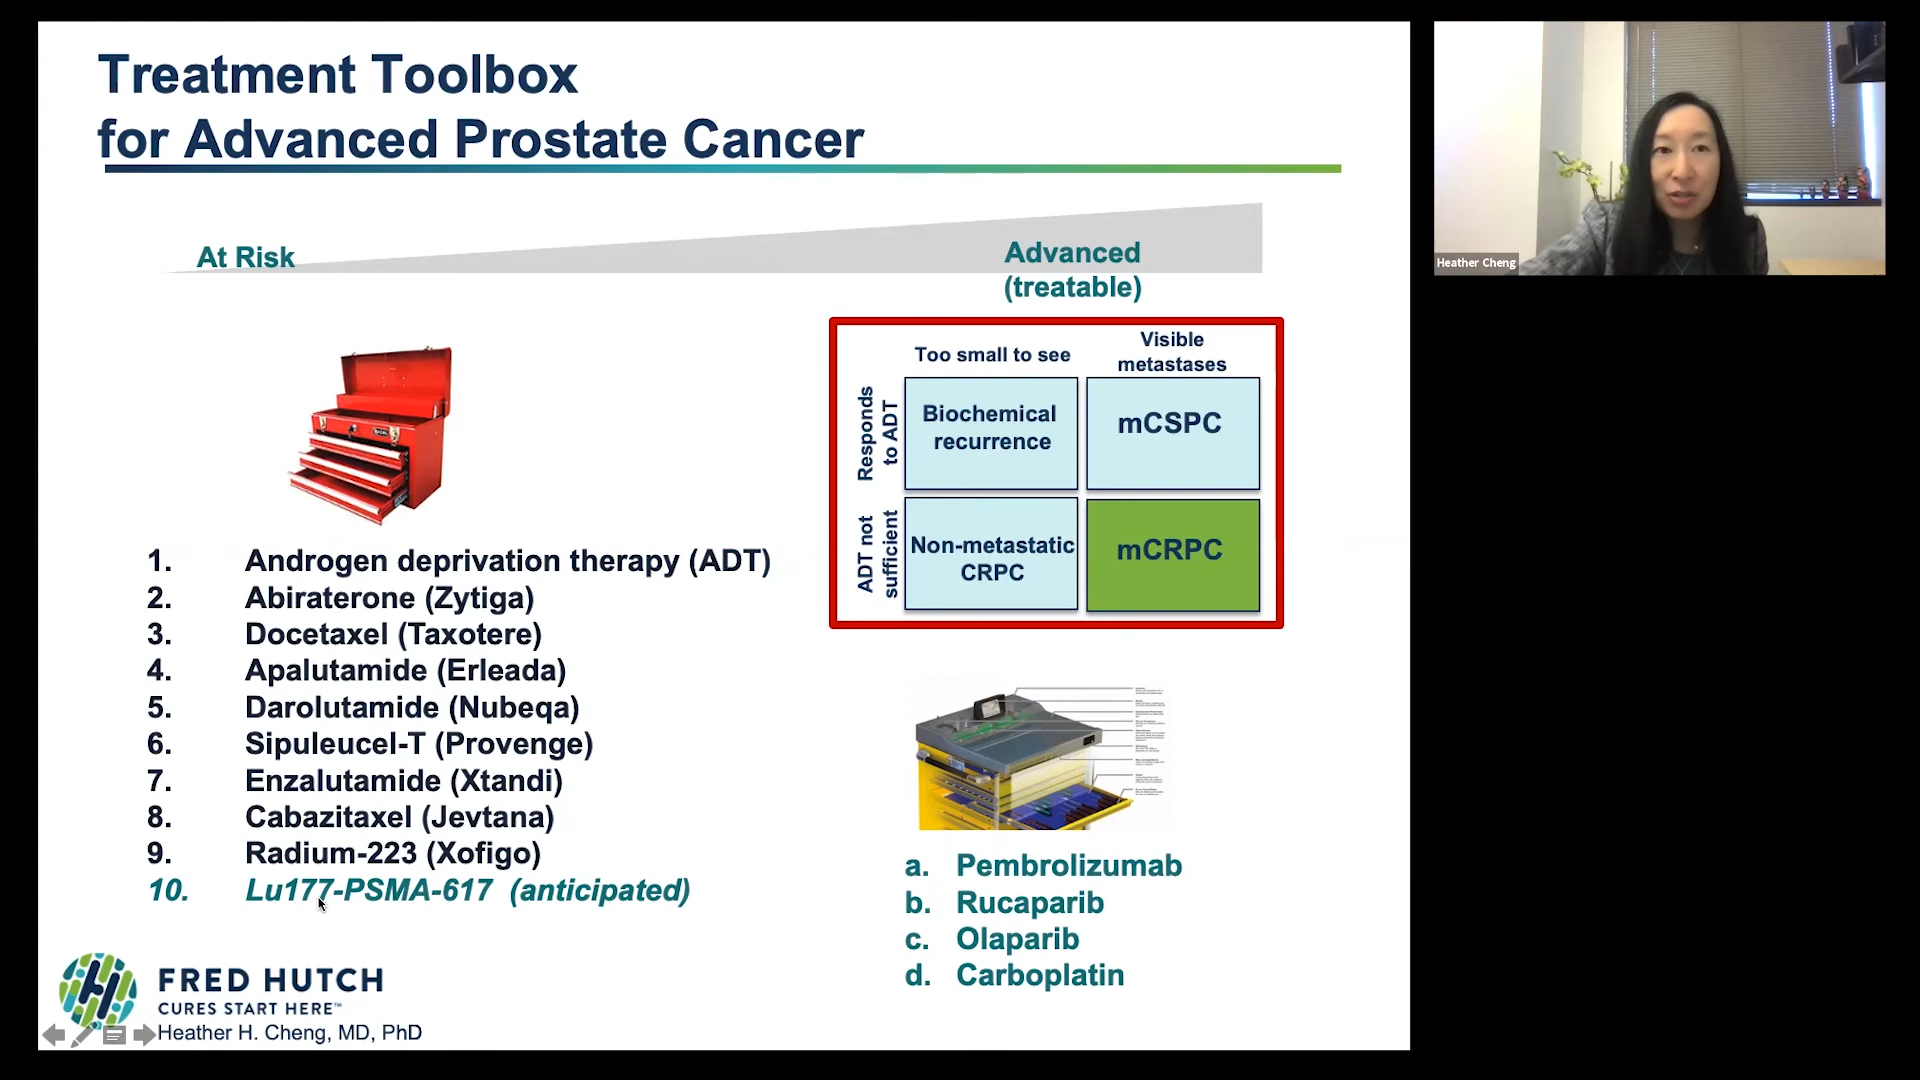 Treatment Toolbox
for Advanced Prostate Cancer
At Risk
Advanced
(treatable)
Too small to see
Visible
metastases
Responds
to ADT
Biochemical
recurrence
mCSPC
ADT not
sufficient
Non-metastatic
CRPC
mCRPC
1. Androgen deprivation therapy (ADT)
2. Abiraterone (Zytiga)
3. Docetaxel (Taxotere)
4. Apalutamide (Erleada)
5. Darolutamide (Nubeqa)
6. Sipuleucel-T (Provenge)
7. Enzalutamide (Xtandi)
8. Cabazitaxel (Jevtana)
9. Radium-223 (Xofigo)
10. Lu177-PSMA-617 (anticipated)
a. Pembrolizumab
b. Rucaparib
c. Olaparib
d. Carboplatin
FRED HUTCH
CURES START HERE™
Heather H. Cheng, MD, PhD
Heather Cheng